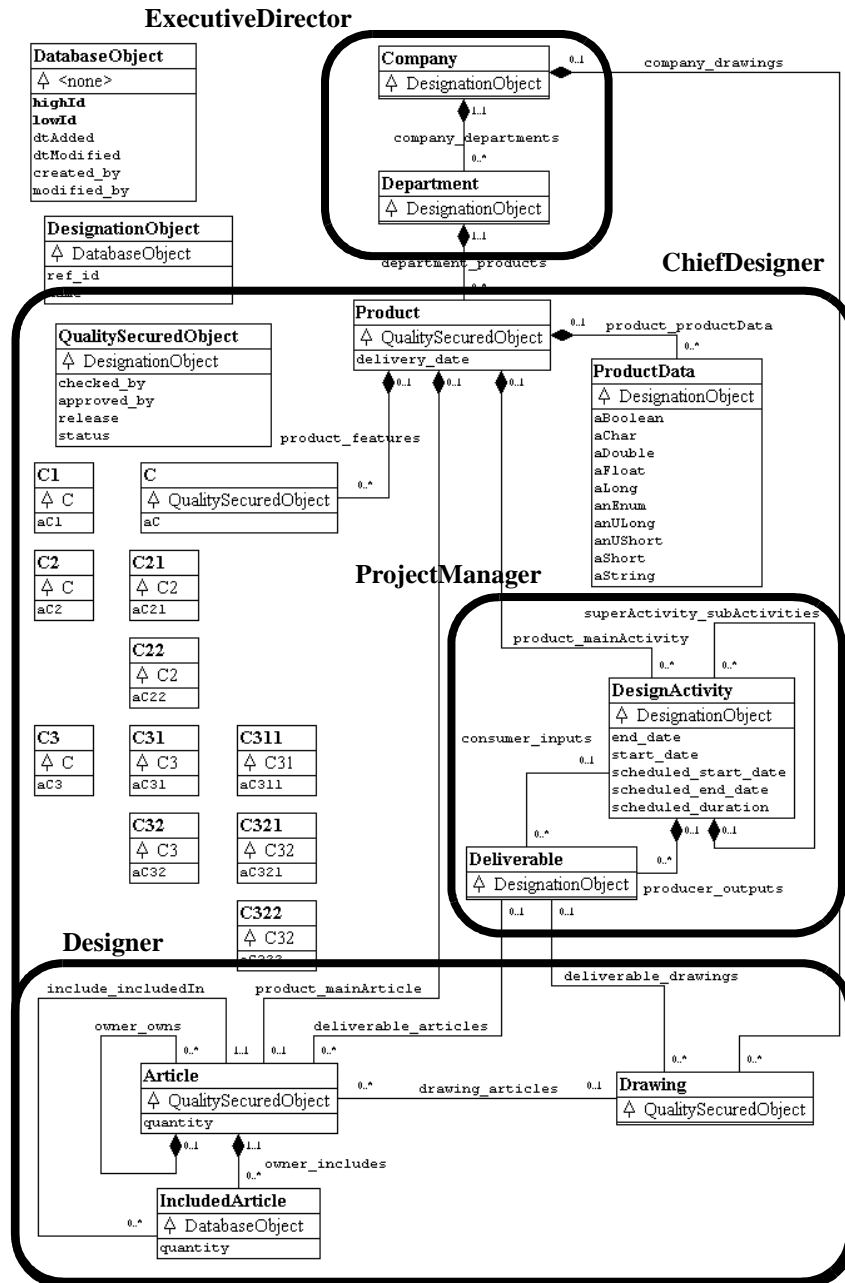 ExecutiveDirector
DatabaseObject
<none>
highId
lowId
dtAdded
dtModified
created_by
modified_by
Company
DesignationObject
0..1
company_drawings
1..1
company_departments
0..*
Department
DesignationObject
1..1
department_products
0..*
DesignationObject
DatabaseObject
ref_id
ChiefDesigner
Product
QualitySecuredObject
delivery_date
0..1
product_productData
0..*
0..1
0..1
0..1
QualitySecuredObject
DesignationObject
checked_by
approved_by
release
status
ProductData
DesignationObject
aBoolean
aChar
aDouble
aFloat
aLong
anEnum
anULong
anUShort
aShort
aString
product_features
0..*
C1
C
aC1
C
QualitySecuredObject
aC
C2
C
aC2
C21
C2
aC21
C22
C2
aC22
C3
C
aC3
C31
C3
aC31
C311
C31
aC311
C32
C3
aC32
C321
C32
aC321
C322
C32
ProjectManager
superActivity_subActivities
product_mainActivity
0..*
0..*
DesignActivity
DesignationObject
end_date
start_date
scheduled_start_date
scheduled_end_date
scheduled_duration
consumer_inputs
0..1
0..1
0..1
0..*
Deliverable
DesignationObject
0..*
producer_outputs
0..1
0..1
Designer
include_includedIn
product_mainArticle
deliverable_drawings
owner_owns
deliverable_articles
0..*
1..1
0..1
0..*
0..*
0..*
Article
QualitySecuredObject
quantity
0..*
drawing_articles
0..1
Drawing
QualitySecuredObject
0..1
1..1
owner_includes
0..*
IncludedArticle
DatabaseObject
quantity
0..*